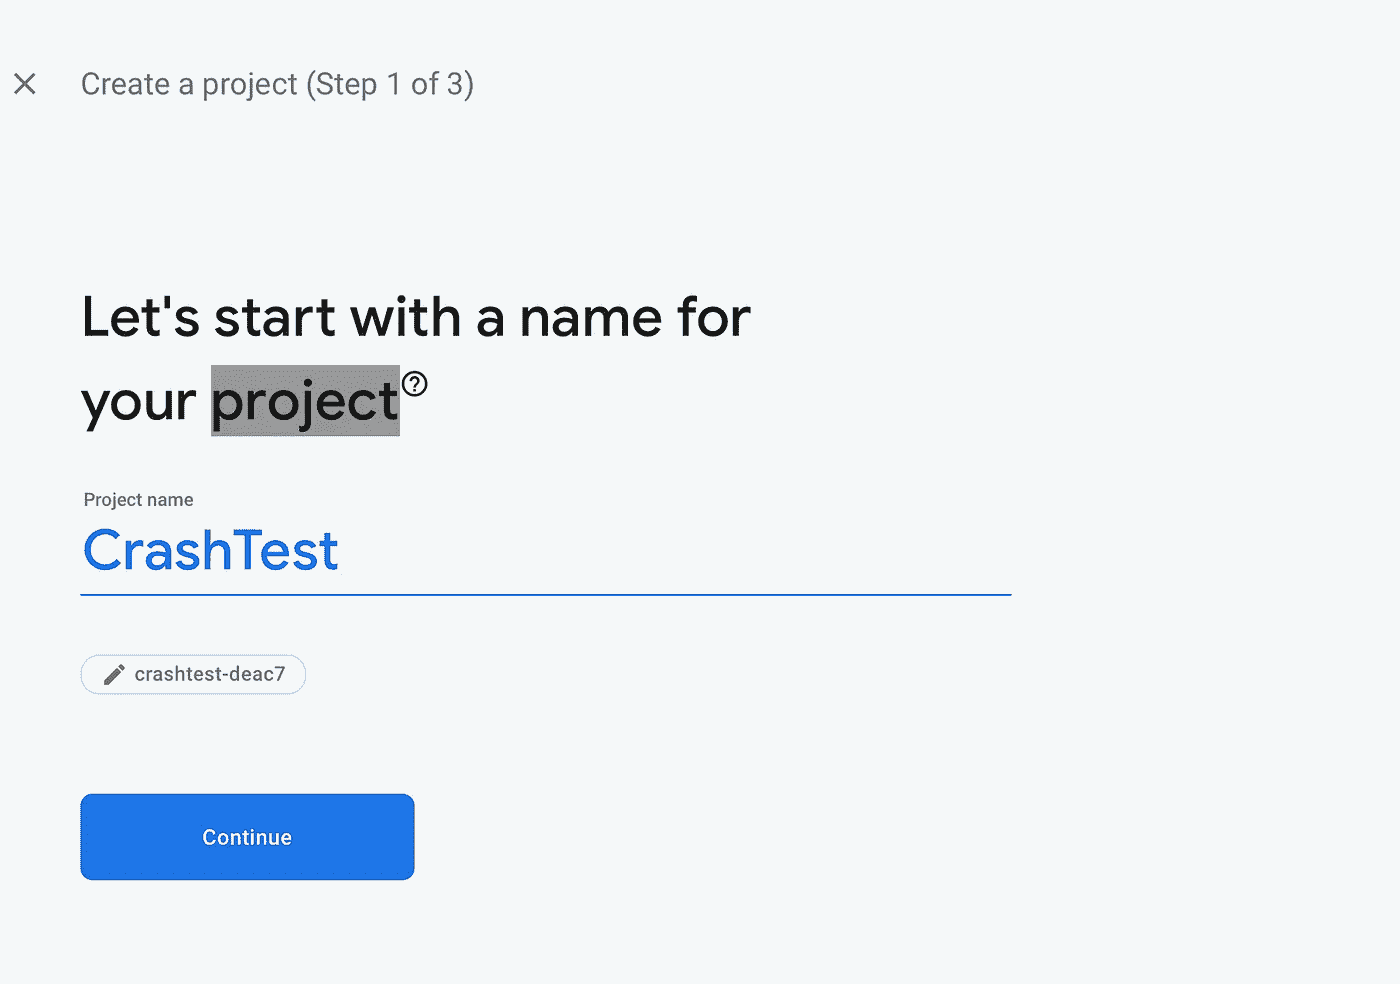 Create a project (Step 1 of 3)
Let's start with a name for
your project
Project name
CrashTest
crashtest-deac7
Continue